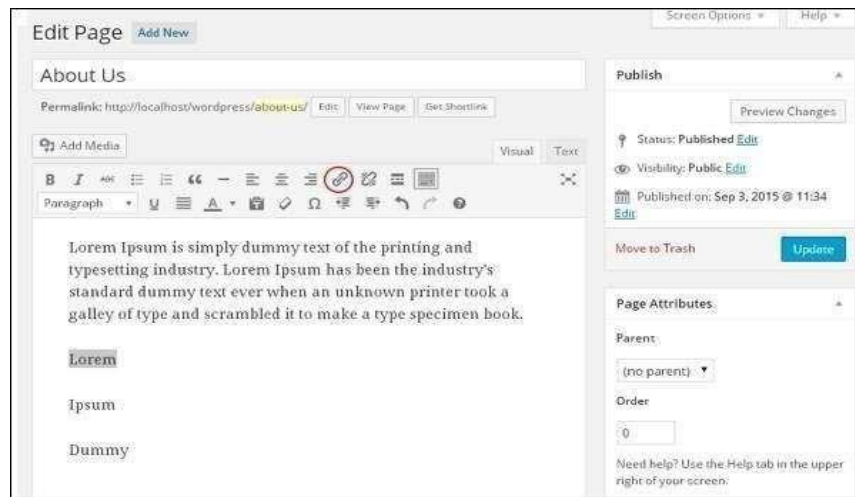 Screen Options Help
Edit Page Add New
About Us
Permalink: http://localhost/wordpress/about-us/ Edit View Page Get Shortlink
Add Media
Visual Text
B I ABC
Paragraph U A Ω
Lorem Ipsum is simply dummy text of the printing and
typesetting industry. Lorem Ipsum has been the industry's
standard dummy text ever when an unknown printer took a
galley of type and scrambled it to make a type specimen book.
Lorem
Ipsum
Dummy
Publish
Preview Changes
Status: Published Edit
Visibility: Public Edit
Published on: Sep 3, 2015 @ 11:34
Edit
Move to Trash Update
Page Attributes
Parent
(no parent)
Order
0
Need help? Use the Help tab in the upper
right of your screen.